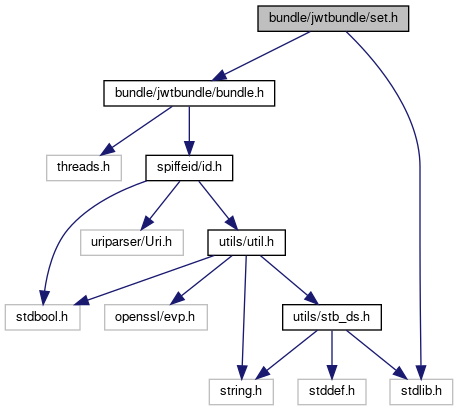 bundle/jwtbundle/set.h
bundle/jwtbundle/bundle.h
threads.h
spiffeid/id.h
uriparser/Uri.h
utils/util.h
stdbool.h
openssl/evp.h
utils/stb_ds.h
string.h
stddef.h
stdlib.h